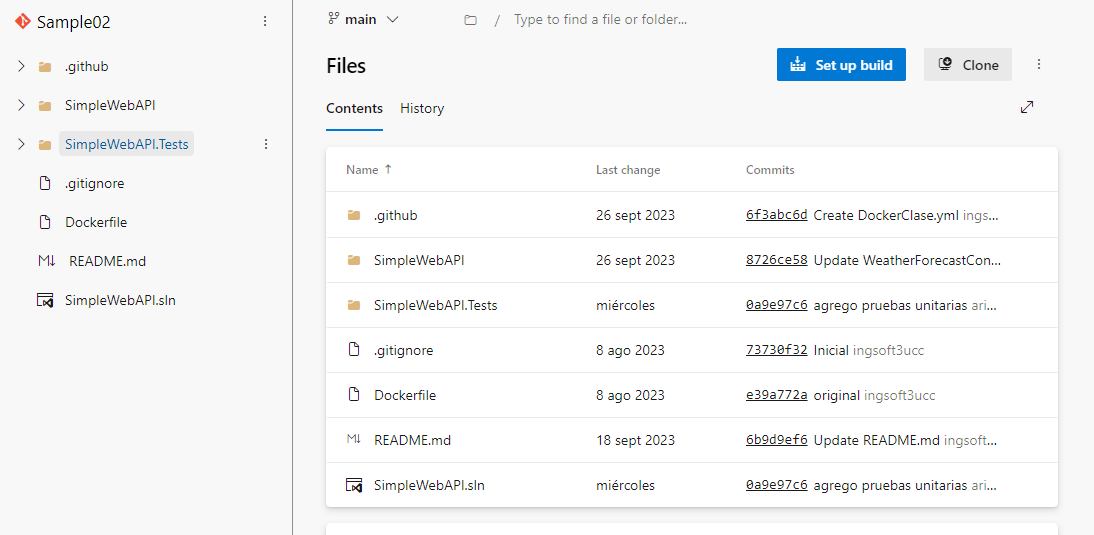 Sample02
.github
SimpleWebAPI
SimpleWebAPI.Tests
.gitignore
Dockerfile
README.md
SimpleWebAPI.sln
main / Type to find a file or folder...
Files Set up build Clone
Contents History
Name ↑ Last change Commits
.github 26 sept 2023 6f3abc6d Create DockerClase.yml ings...
SimpleWebAPI 26 sept 2023 8726ce58 Update WeatherForecastCon...
SimpleWebAPI.Tests miércoles 0a9e97c6 agrego pruebas unitarias ari...
.gitignore 8 ago 2023 73730f32 Inicial ingsoft3ucc
Dockerfile 8 ago 2023 e39a772a original ingsoft3ucc
M↓ README.md 18 sept 2023 6b9d9ef6 Update README.md ingsoft...
SimpleWebAPI.sln miércoles 0a9e97c6 agrego pruebas unitarias ari...